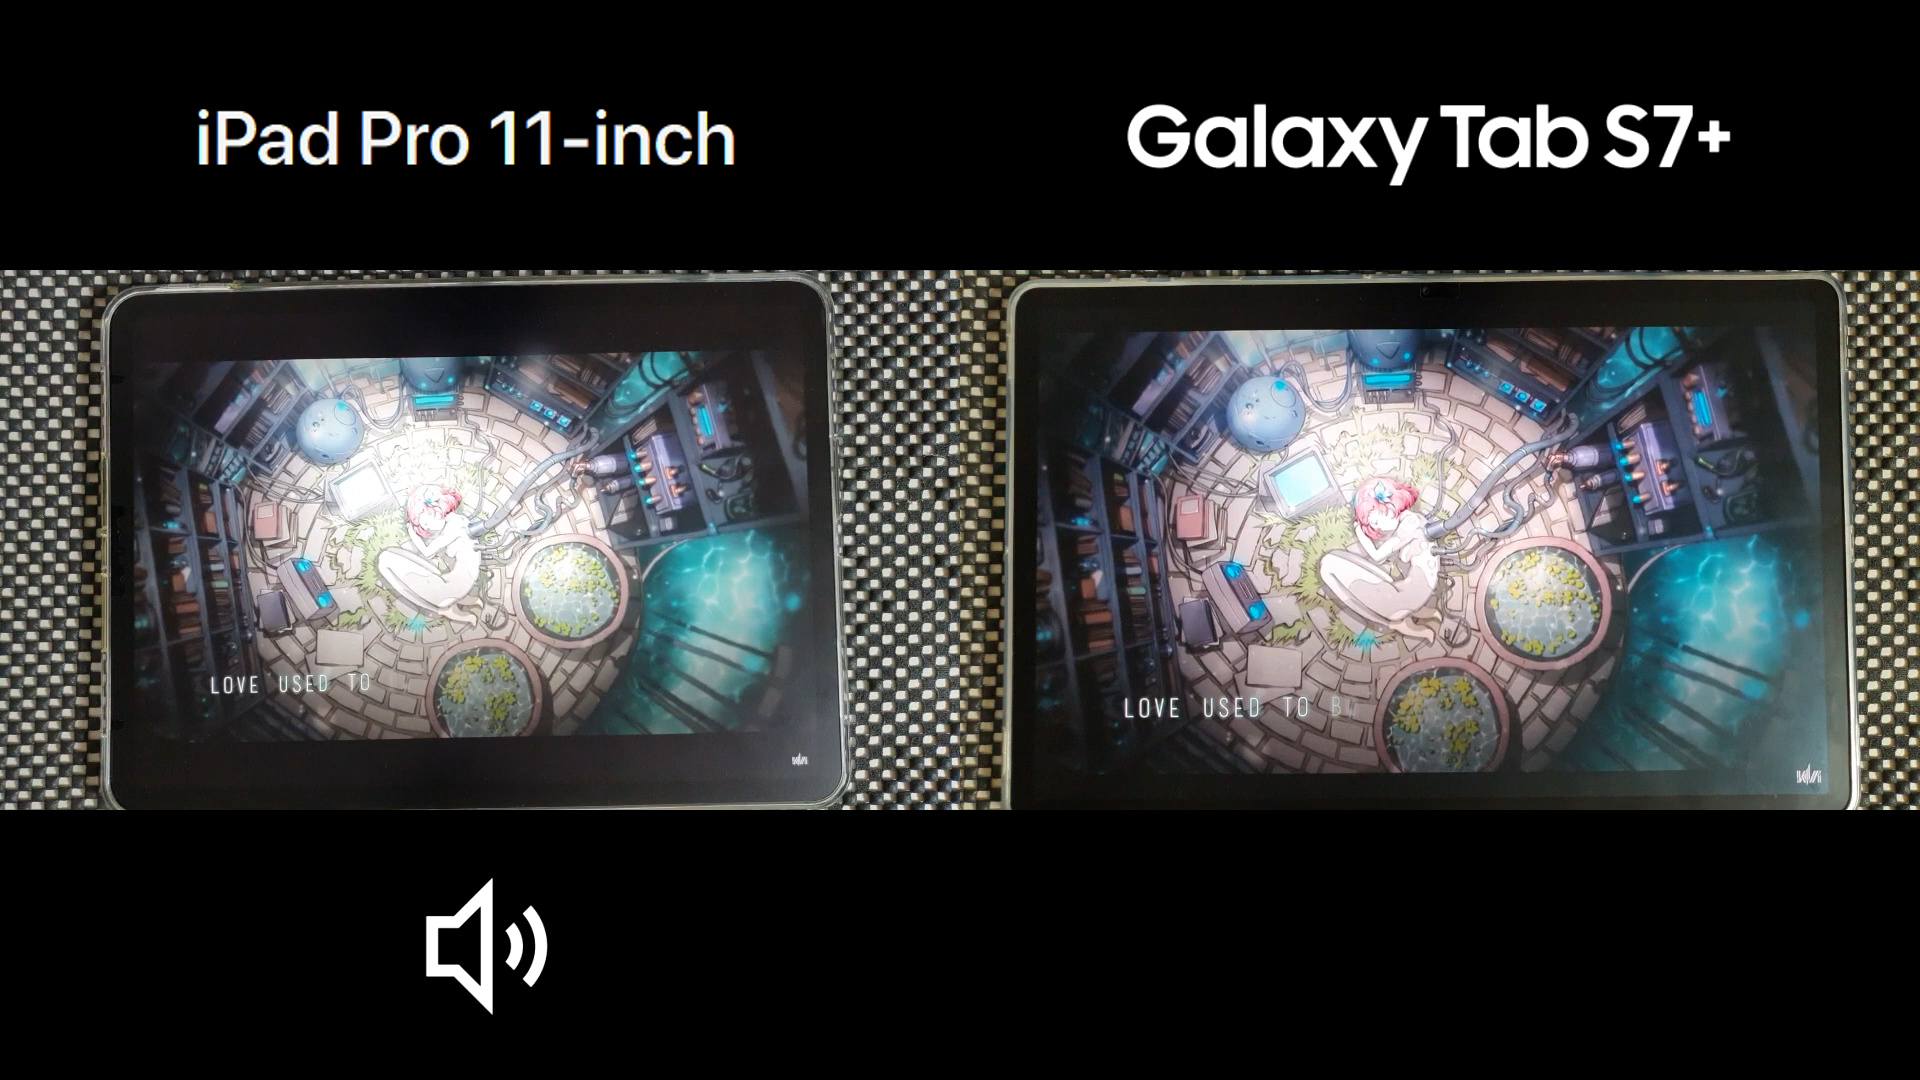 iPad Pro 11-inch
Galaxy Tab S7+
LOVE USED TO
LOVE USED TO B